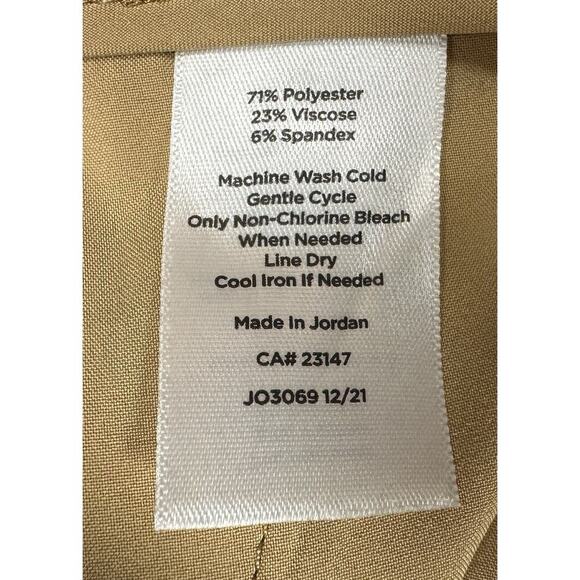 71% Polyester
23% Viscose
6% Spandex
Machine Wash Cold
Gentle Cycle
Only Non-Chlorine Bleach
When Needed
Line Dry
Cool Iron If Needed
Made In Jordan
CA# 23147
JO3069 12/21